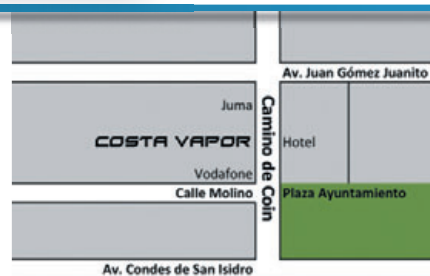 Av. Juan Gómez Juanito
Juma
Camino de Coin
COSTA VAPOR
Hotel
Vodafone
Calle Molino
Plaza Ayuntamiento
Av. Condes de San Isidro